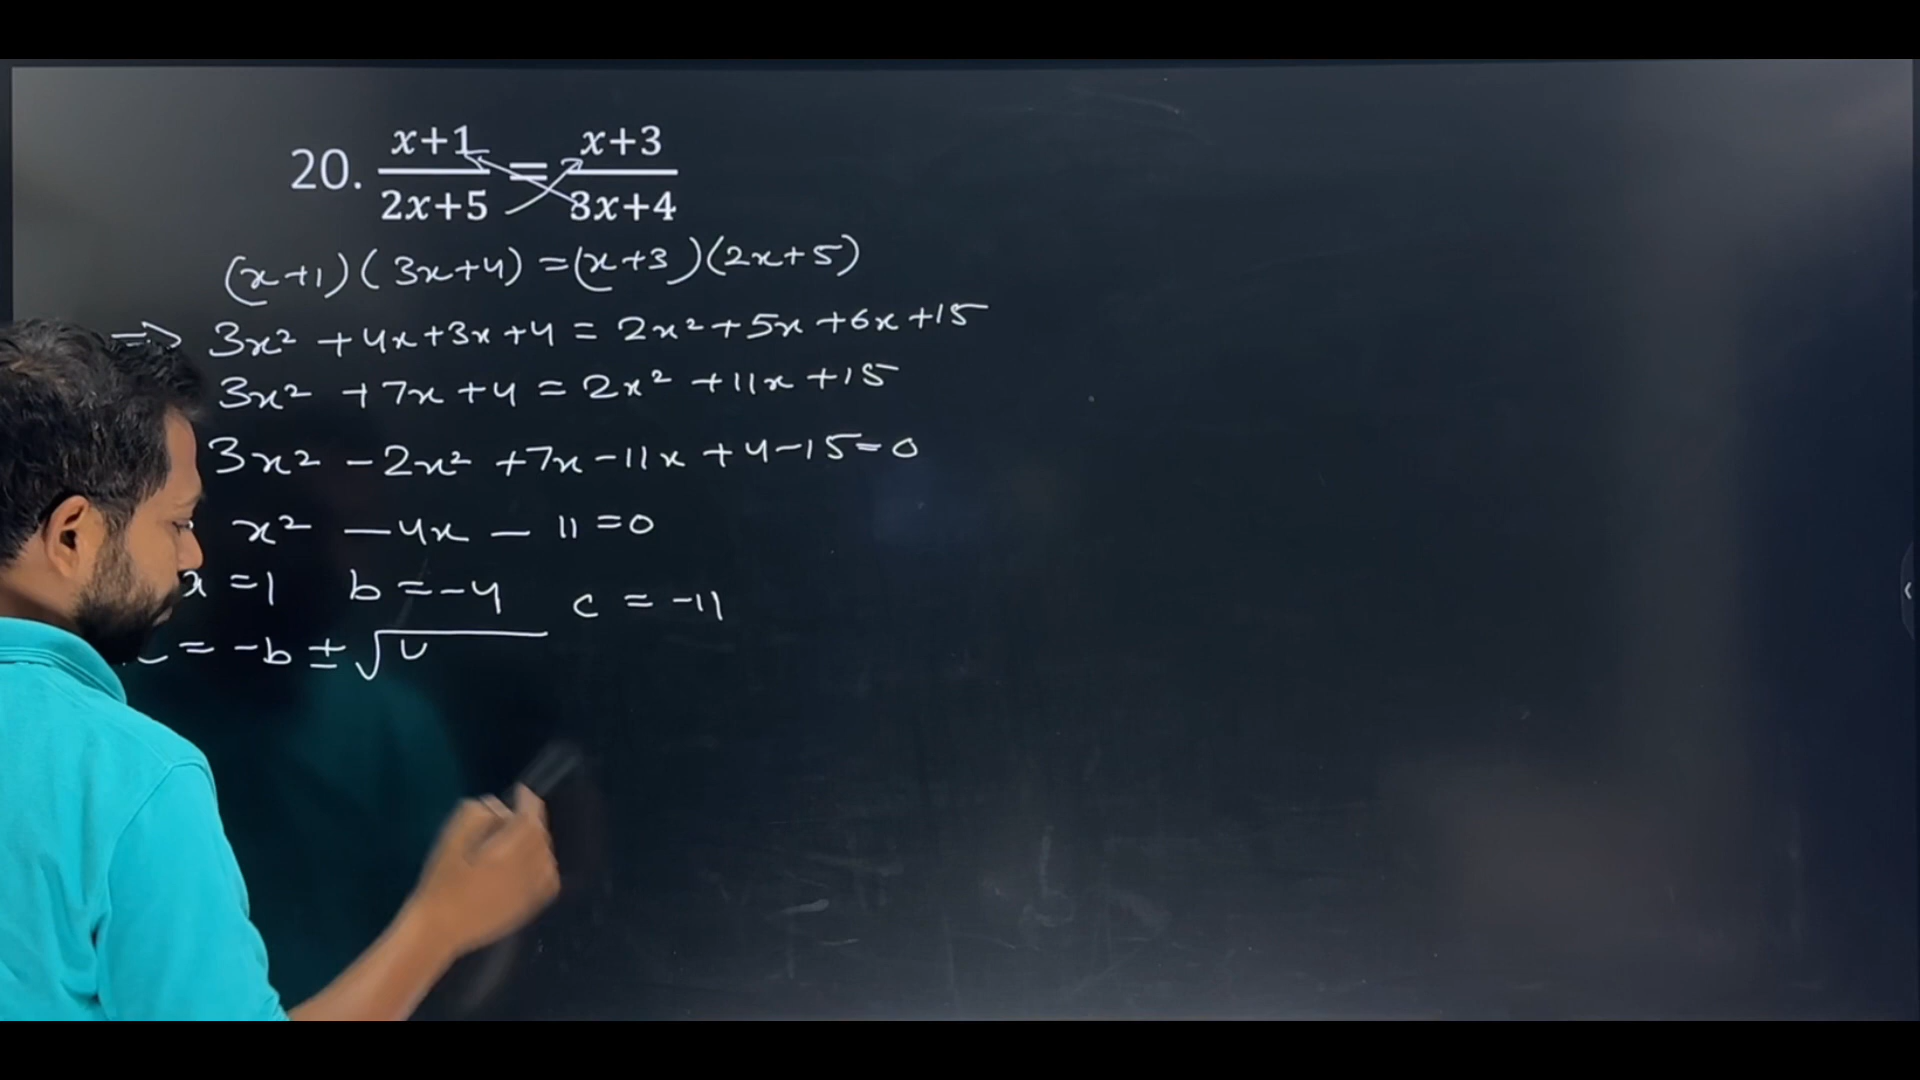 20. x+1/2x+5 = x+3/3x+4
(x+1)(3x+4) = (x+3)(2x+5)
⇒ 3x² + 4x+3x+4 = 2x²+5x+6x+15
3x² +7x+4 = 2x² +11x+15
3x² - 2x² +7x-11x+4-15=0
x² - 4x - 11 =0
a =1 b =-4 c = -11
= -b ± √